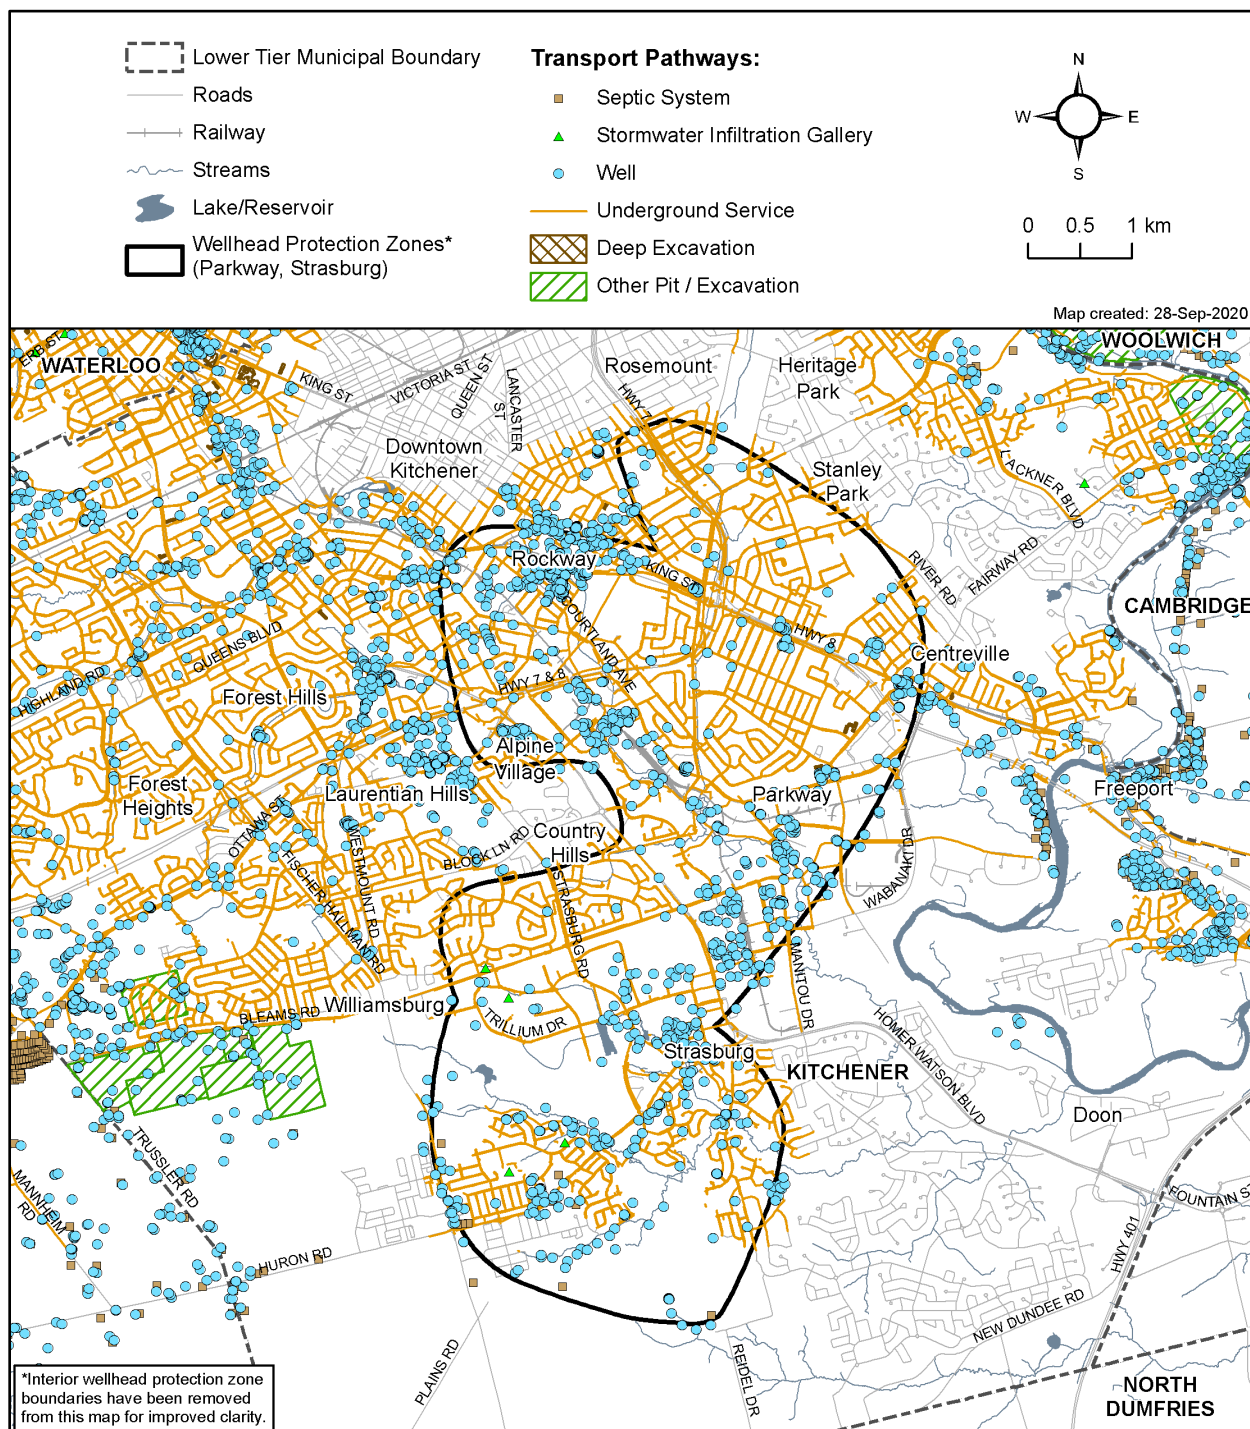 Lower Tier Municipal Boundary
Roads
Railway
Streams
Lake/Reservoir
Wellhead Protection Zones*
(Parkway, Strasburg)
Transport Pathways:
Septic System
Stormwater Infiltration Gallery
Well
Underground Service
Deep Excavation
Other Pit / Excavation
N
W
E
S
0 0.5 1 km
Map created: 28-Sep-2020
ERB ST
WATERLOO
KING ST
VICTORIA ST
QUEEN ST
LANCASTER
ST
Rosemount
HWY 7
Heritage
Park
WOOLWICH
Downtown
Kitchener
Stanley
Park
LACKNER BLVD
Rockway
KING ST
RIVER RD
FAIRWAY RD
CAMBRIDGE
COURTLAND AVE
HWY 8
Centreville
QUEENS BLVD
HIGHLAND RD
Forest Hills
HWY 7 & 8
Alpine
Village
Forest
Heights
Laurentian Hills
Parkway
Freeport
OTTAWA ST
WESTMOUNT RD
FISCHER HALLMAN RD
BLOCK LN RD
Country
Hills
STRASBURG RD
WABANAKI DR
MANITOU DR
BLEAMS RD
Williamsburg
TRILLIUM DR
Strasburg
KITCHENER
HOMER WATSON BLVD
Doon
TRUSSLER RD
MANNHEIM
RD
HURON RD
FOUNTAIN ST
HWY 401
NEW DUNDEE RD
PLAINS RD
REIDEL DR
NORTH
DUMFRIES
*Interior wellhead protection zone
boundaries have been removed
from this map for improved clarity.